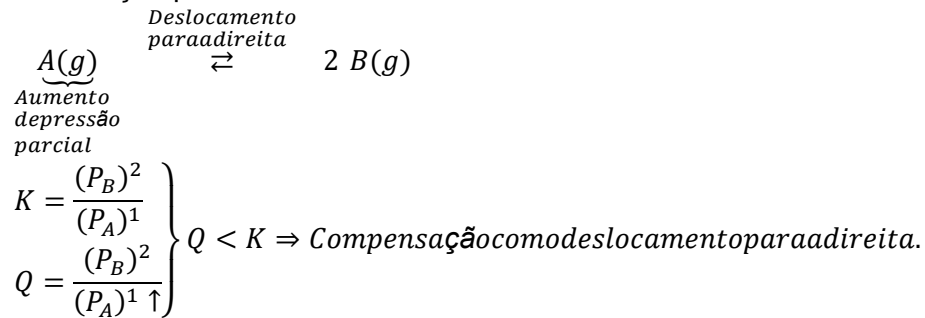 Deslocamento
paraadireita
A(g) ⇄ 2 B(g)
Aumento
depressão
parcial
K = (P_B)^2 / (P_A)^1
Q = (P_B)^2 / (P_A)^1 ↑
} Q < K ⇒ Compensaçãocomodeslocamentoparaadireita.